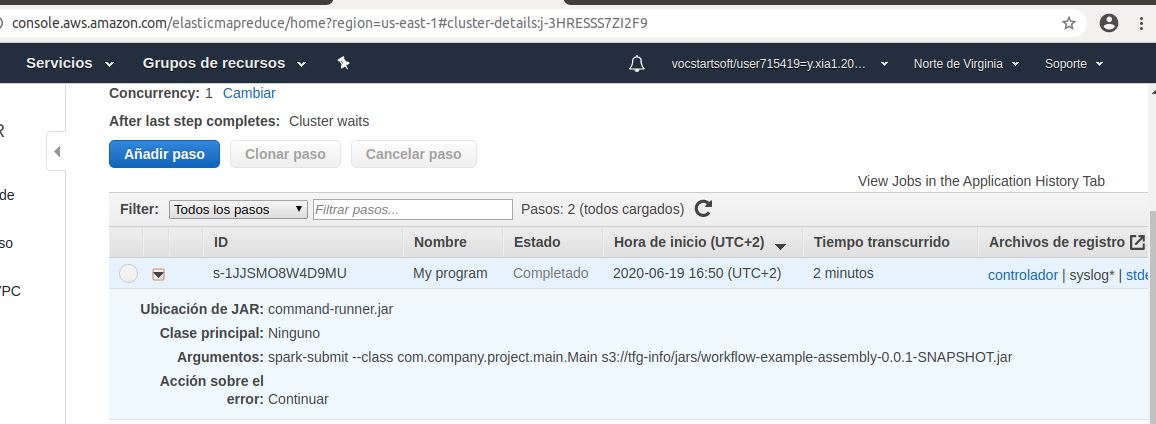 console.aws.amazon.com/elasticmapreduce/home?region=us-east-1#cluster-details:j-3HRESSS7ZI2F9
Servicios Grupos de recursos vocstartsoft/user715419=y.xia1.20... Norte de Virginia Soporte
Concurrency: 1 Cambiar
R
After last step completes: Cluster waits
Añadir paso Clonar paso Cancelar paso
View Jobs in the Application History Tab
de
Filter: Todos los pasos Filtrar pasos... Pasos: 2 (todos cargados)
so
ID Nombre Estado Hora de inicio (UTC+2) Tiempo transcurrido Archivos de registro
s-1JJSMO8W4D9MU My program Completado 2020-06-19 16:50 (UTC+2) 2 minutos controlador | syslog* | stde
/PC
Ubicación de JAR: command-runner.jar
Clase principal: Ninguno
Argumentos: spark-submit --class com.company.project.main.Main s3://tfg-info/jars/workflow-example-assembly-0.0.1-SNAPSHOT.jar
Acción sobre el
error: Continuar